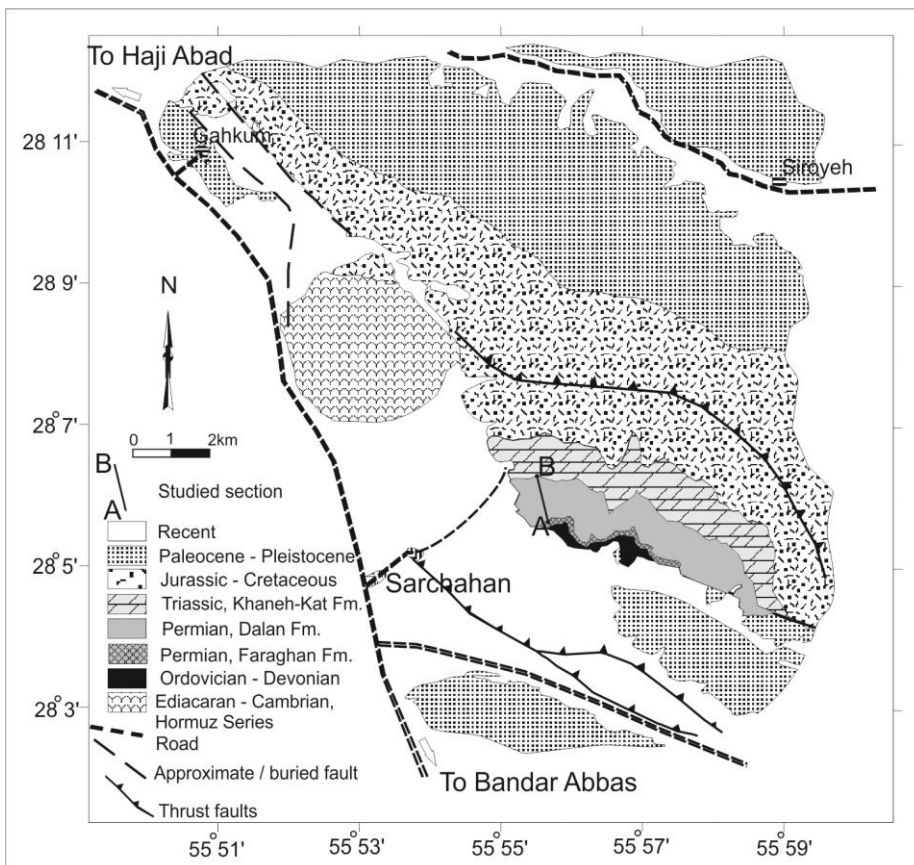 To Haji Abad
Gahkum
Siroyeh
28 11'
28 9'
28°7'
28°5'
28°3'
N
0 1 2km
B
A
Studied section
Recent
Paleocene - Pleistocene
Jurassic - Cretaceous
Triassic, Khaneh-Kat Fm.
Permian, Dalan Fm.
Permian, Faraghan Fm.
Ordovician - Devonian
Ediacaran - Cambrian,
Hormuz Series
Road
Approximate / buried fault
Thrust faults
B
A
Sarchahan
To Bandar Abbas
55°51'
55°53'
55°55'
55°57'
55°59'